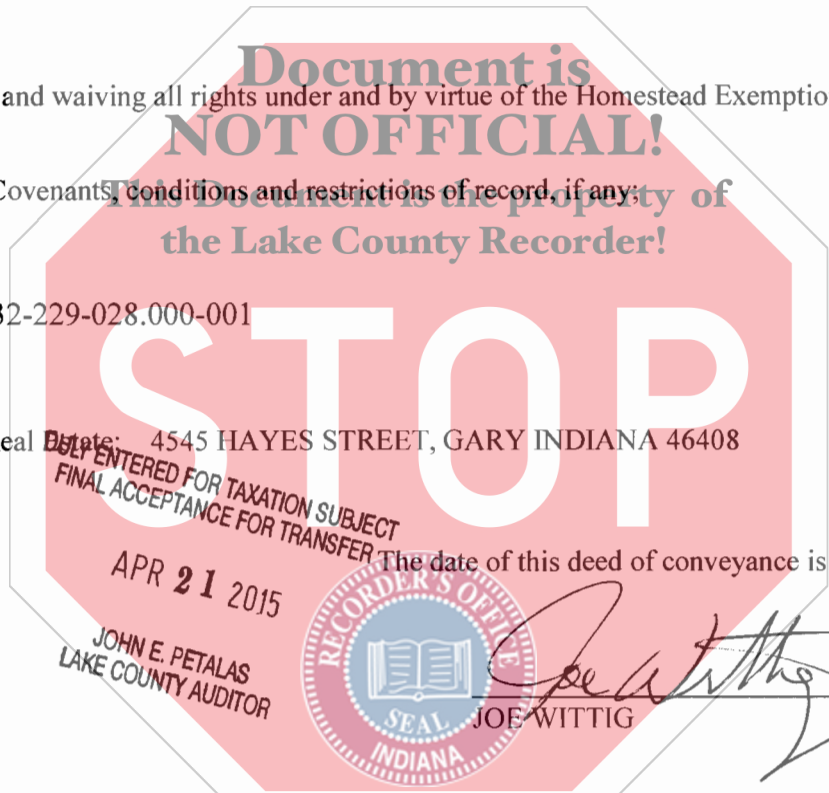 Document is
and waiving all rights under and by virtue of the Homestead Exemptio
NOT OFFICIAL!
Covenants, conditions and restrictions of record, if any;
This Document is the property of
the Lake County Recorder!
32-229-028.000-001
STOP
eal Estate: 4545 HAYES STREET, GARY INDIANA 46408
DULY ENTERED FOR TAXATION SUBJECT
FINAL ACCEPTANCE FOR TRANSFER
The date of this deed of conveyance is
APR 21 2015
JOHN E. PETALAS
LAKE COUNTY AUDITOR
RECORDER'S OFFICE
SEAL
INDIANA
Joe Wittig
JOE WITTIG